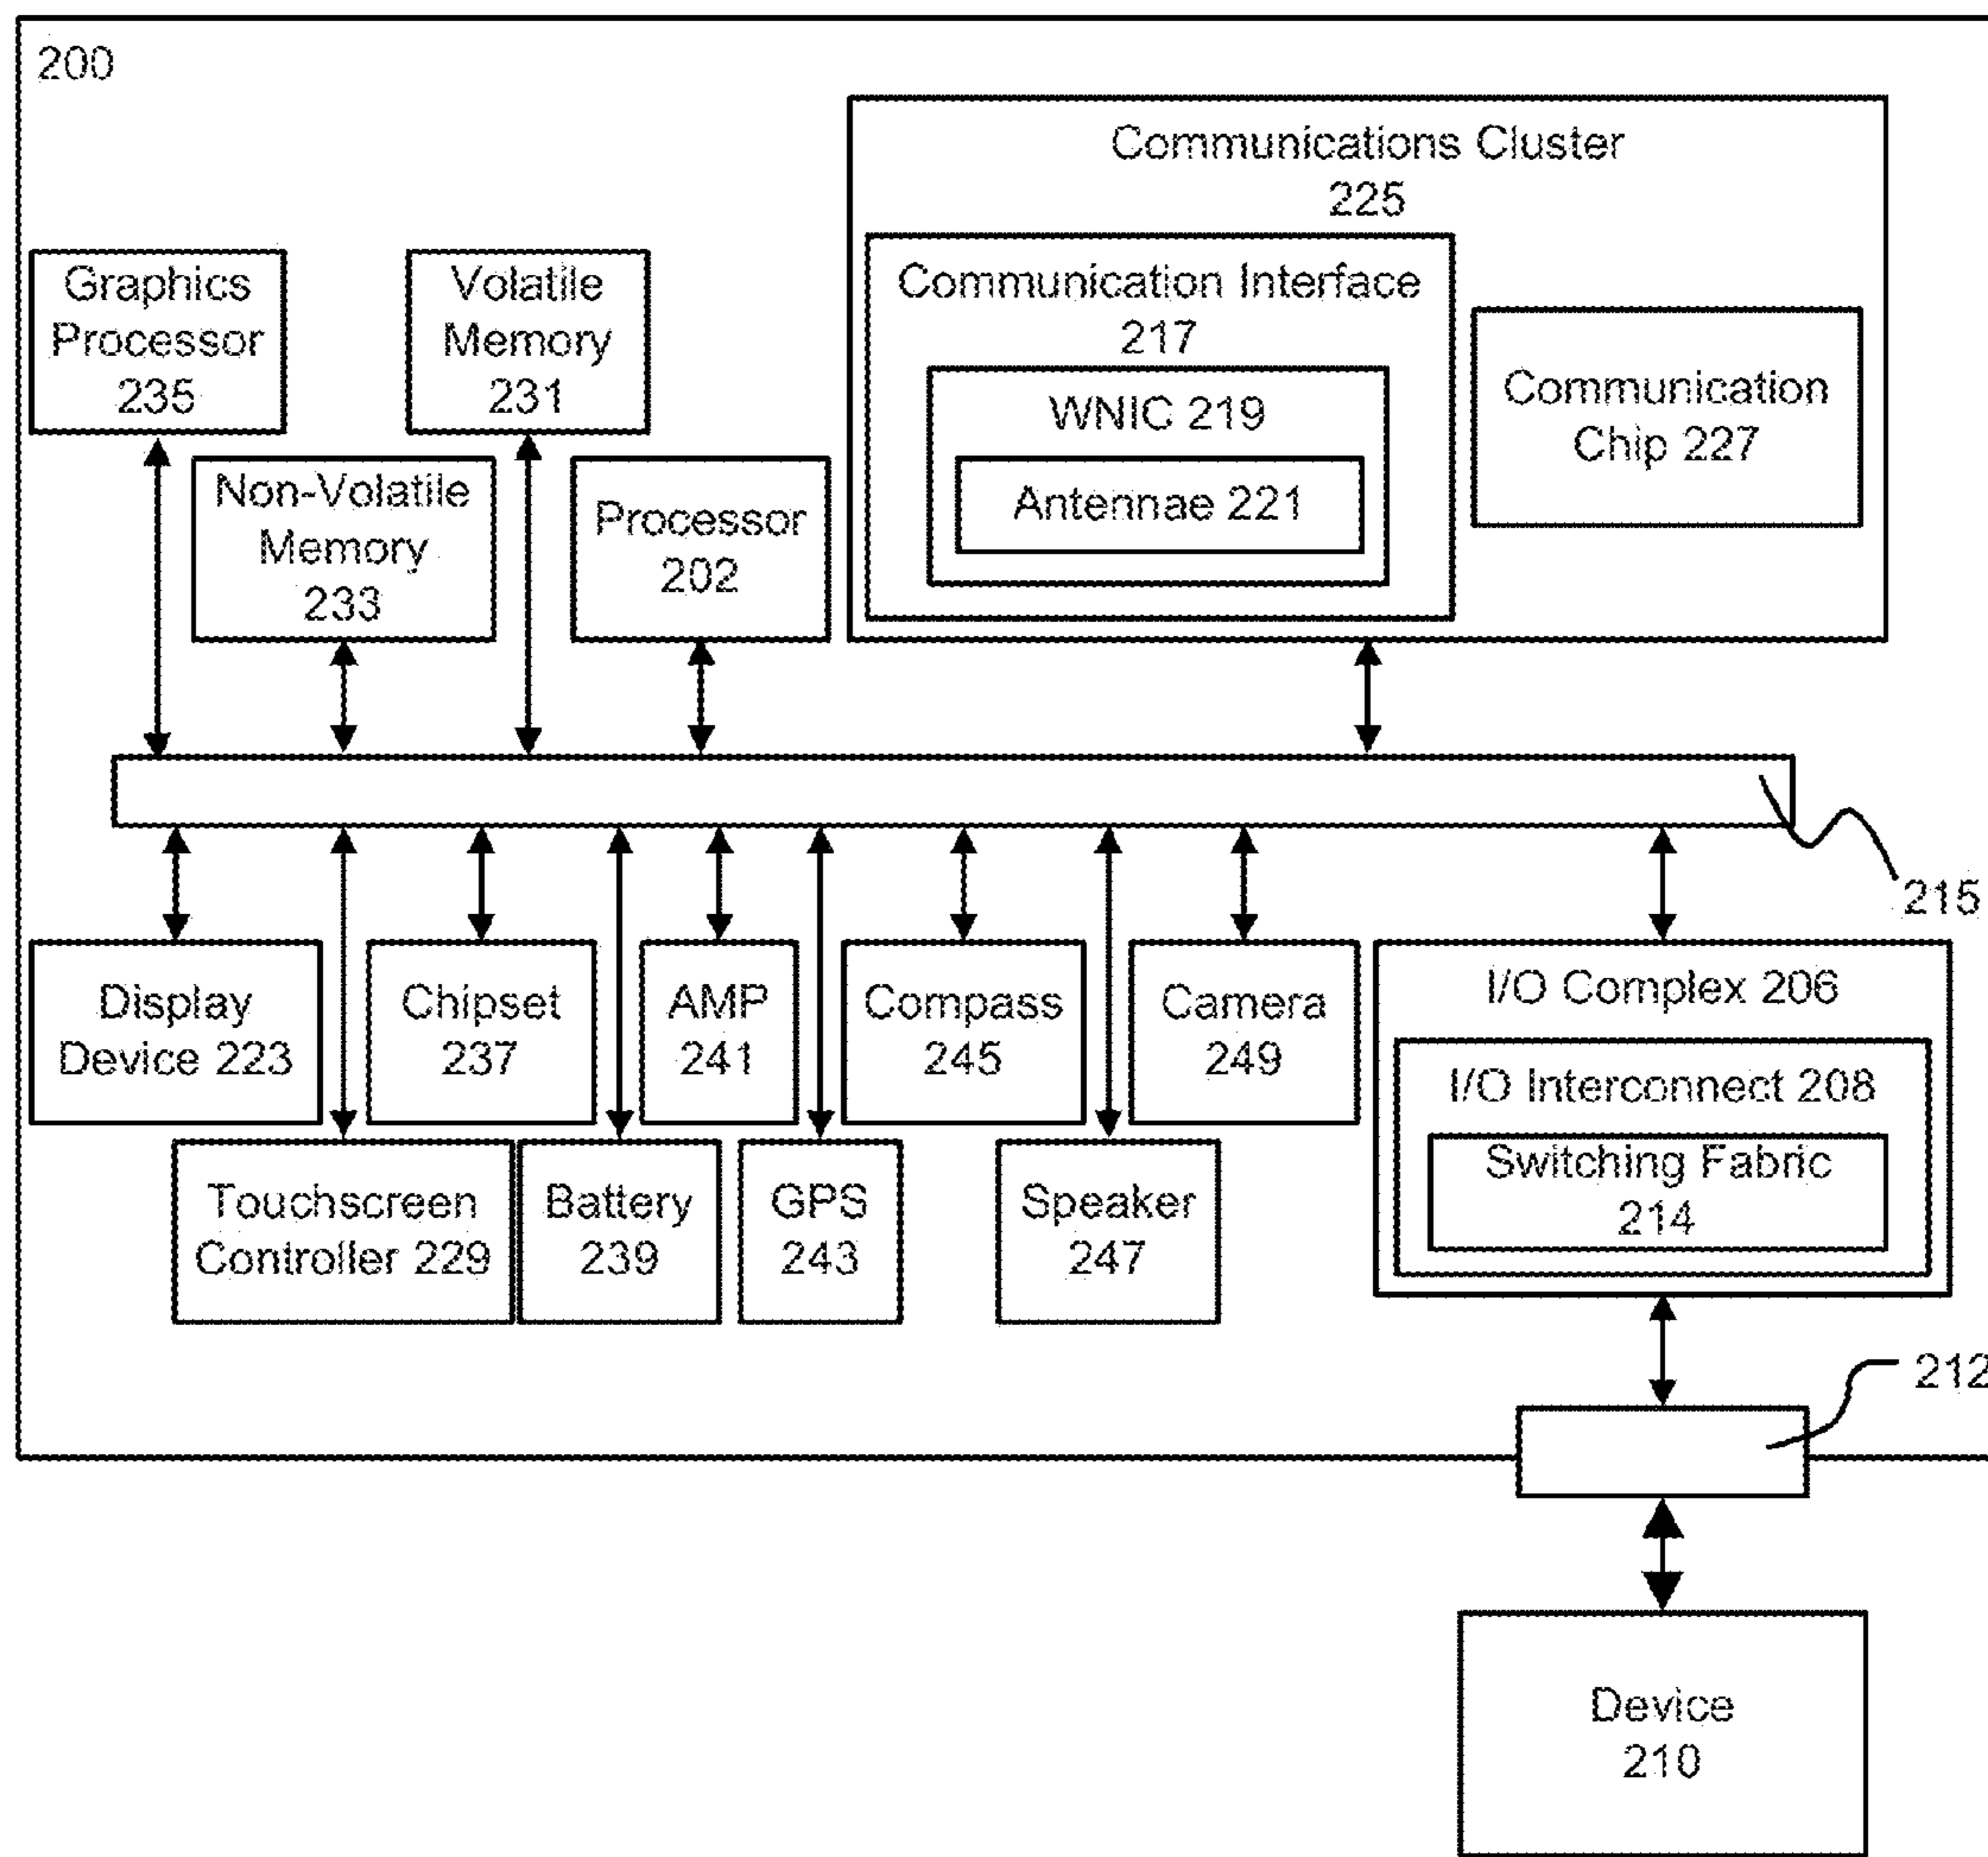 200
Communications Cluster
225
Graphics
Processor
235
Volatile
Memory
231
Communication Interface
217
WNIC 219
Antennae 221
Communication
Chip 227
Non-Volatile
Memory
233
Processor
202
215
Display
Device 223
Chipset
237
AMP
241
Compass
245
Camera
249
I/O Complex 206
I/O Interconnect 208
Switching Fabric
214
Touchscreen
Controller 229
Battery
239
GPS
243
Speaker
247
212
Device
210